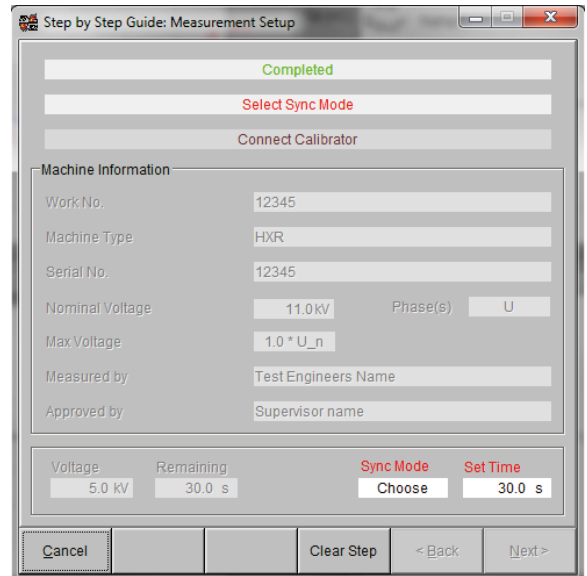 Step by Step Guide: Measurement Setup
Completed
Select Sync Mode
Connect Calibrator
Machine Information
Work No. 12345
Machine Type HXR
Serial No. 12345
Nominal Voltage 11.0 kV Phase(s) U
Max Voltage 1.0 * U_n
Measured by Test Engineers Name
Approved by Supervisor name
Voltage Remaining Sync Mode Set Time
5.0 kV 30.0 s Choose 30.0 s
Cancel Clear Step < Back Next >